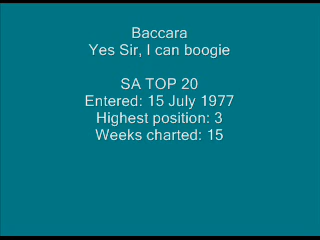 Baccara
Yes Sir, I can boogie
SA TOP 20
Entered: 15 July 1977
Highest position: 3
Weeks charted: 15